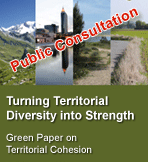 Public Consultation
Turning Territorial
Diversity into Strength
Green Paper on
Territorial Cohesion